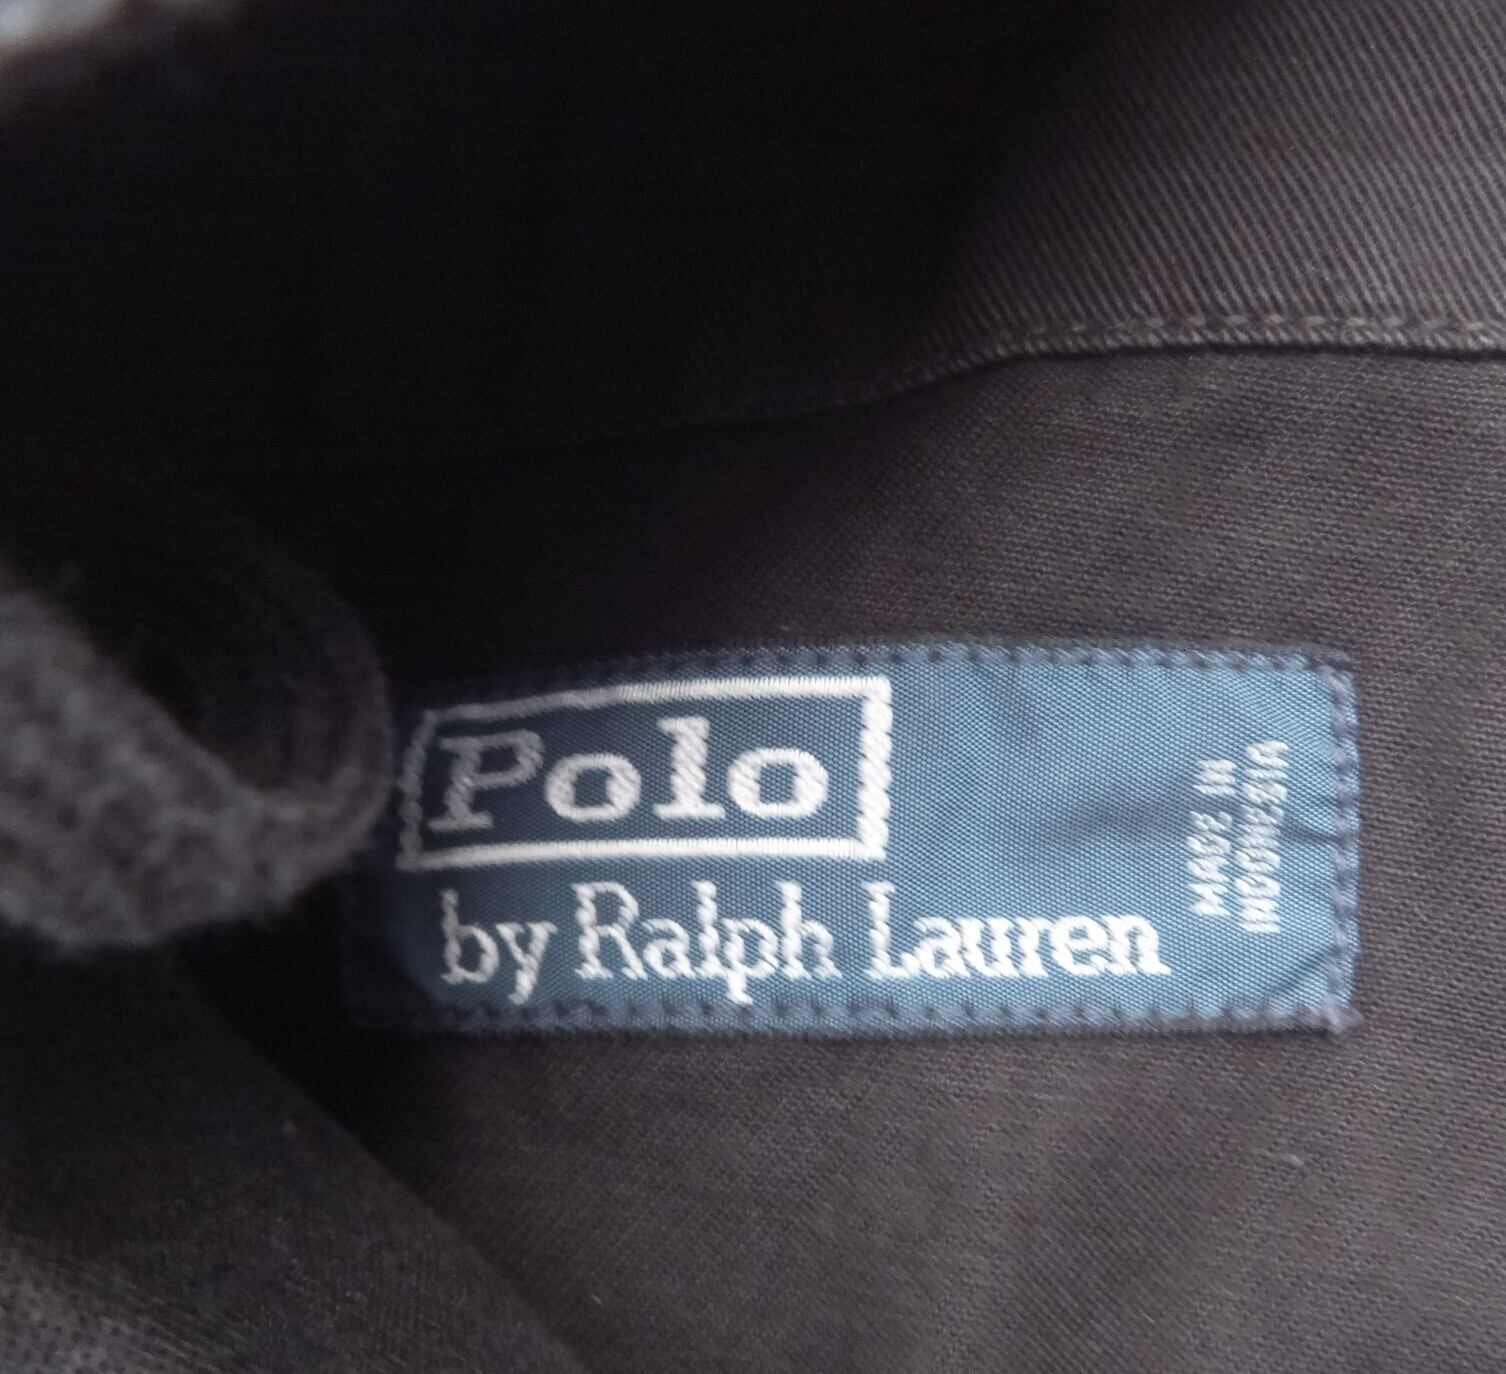 Polo
by Ralph Lauren
MADE IN
INDONESIA